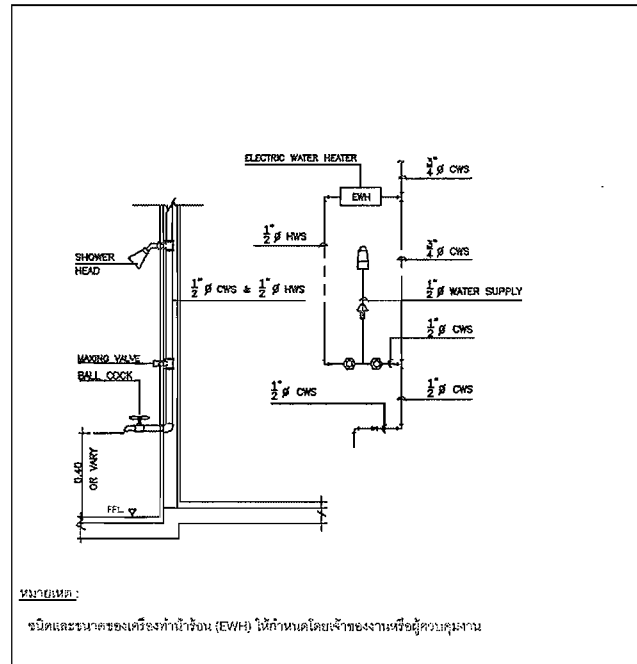 ELECTRIC WATER HEATER
3/4" ø CWS
EWH
1/2" ø HWS
3/4" ø CWS
SHOWER
HEAD
1/2" ø CWS & 1/2" ø HWS
1/2" ø WATER SUPPLY
1/2" ø CWS
MAXING VALVE
BALL COCK
1/2" ø CWS
1/2" ø CWS
0.40
OR VARY
FFL
หมายเหตุ :
ชนิดและขนาดของเครื่องทำน้ำร้อน (EWH) ให้กำหนดโดยเจ้าของงานหรือผู้ควบคุมงาน